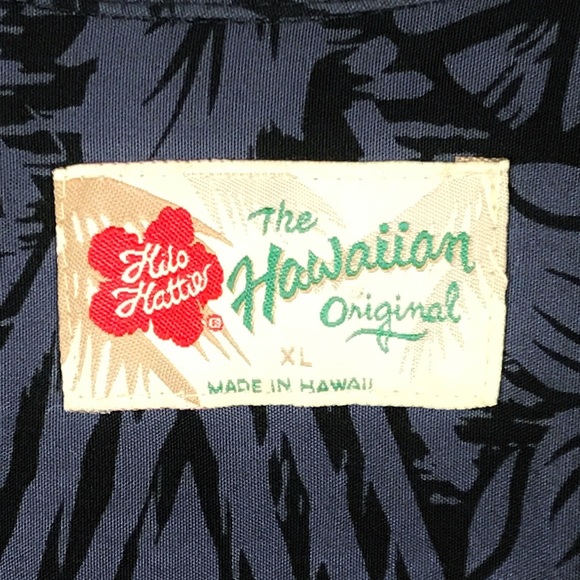 Hilo
Hattie
®
The
Hawaiian
Original
XL
MADE IN HAWAII